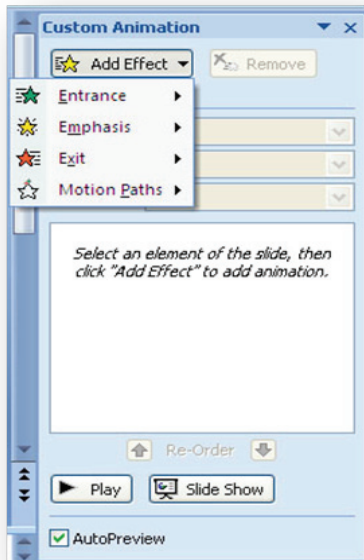 Custom Animation
Add Effect Remove
Entrance
Emphasis
Exit
Motion Paths
Select an element of the slide, then
click "Add Effect" to add animation.
Re-Order
Play Slide Show
AutoPreview